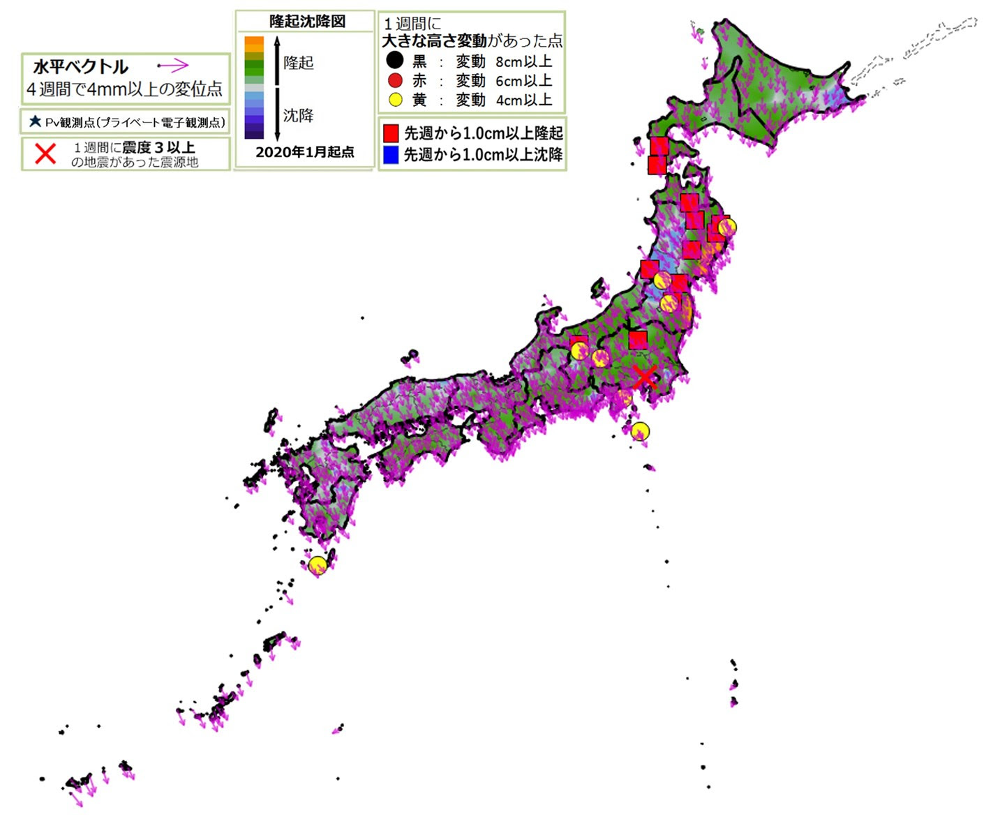 水平ベクトル
４週間で4mm以上の変位点
Pv観測点(プライベート電子観測点)
１週間に震度３以上
の地震があった震源地
隆起沈降図
隆起
沈降
2020年1月起点
１週間に
大きな高さ変動があった点
黒 ： 変動 8cm以上
赤 ： 変動 6cm以上
黄 ： 変動 4cm以上
先週から1.0cm以上隆起
先週から1.0cm以上沈降